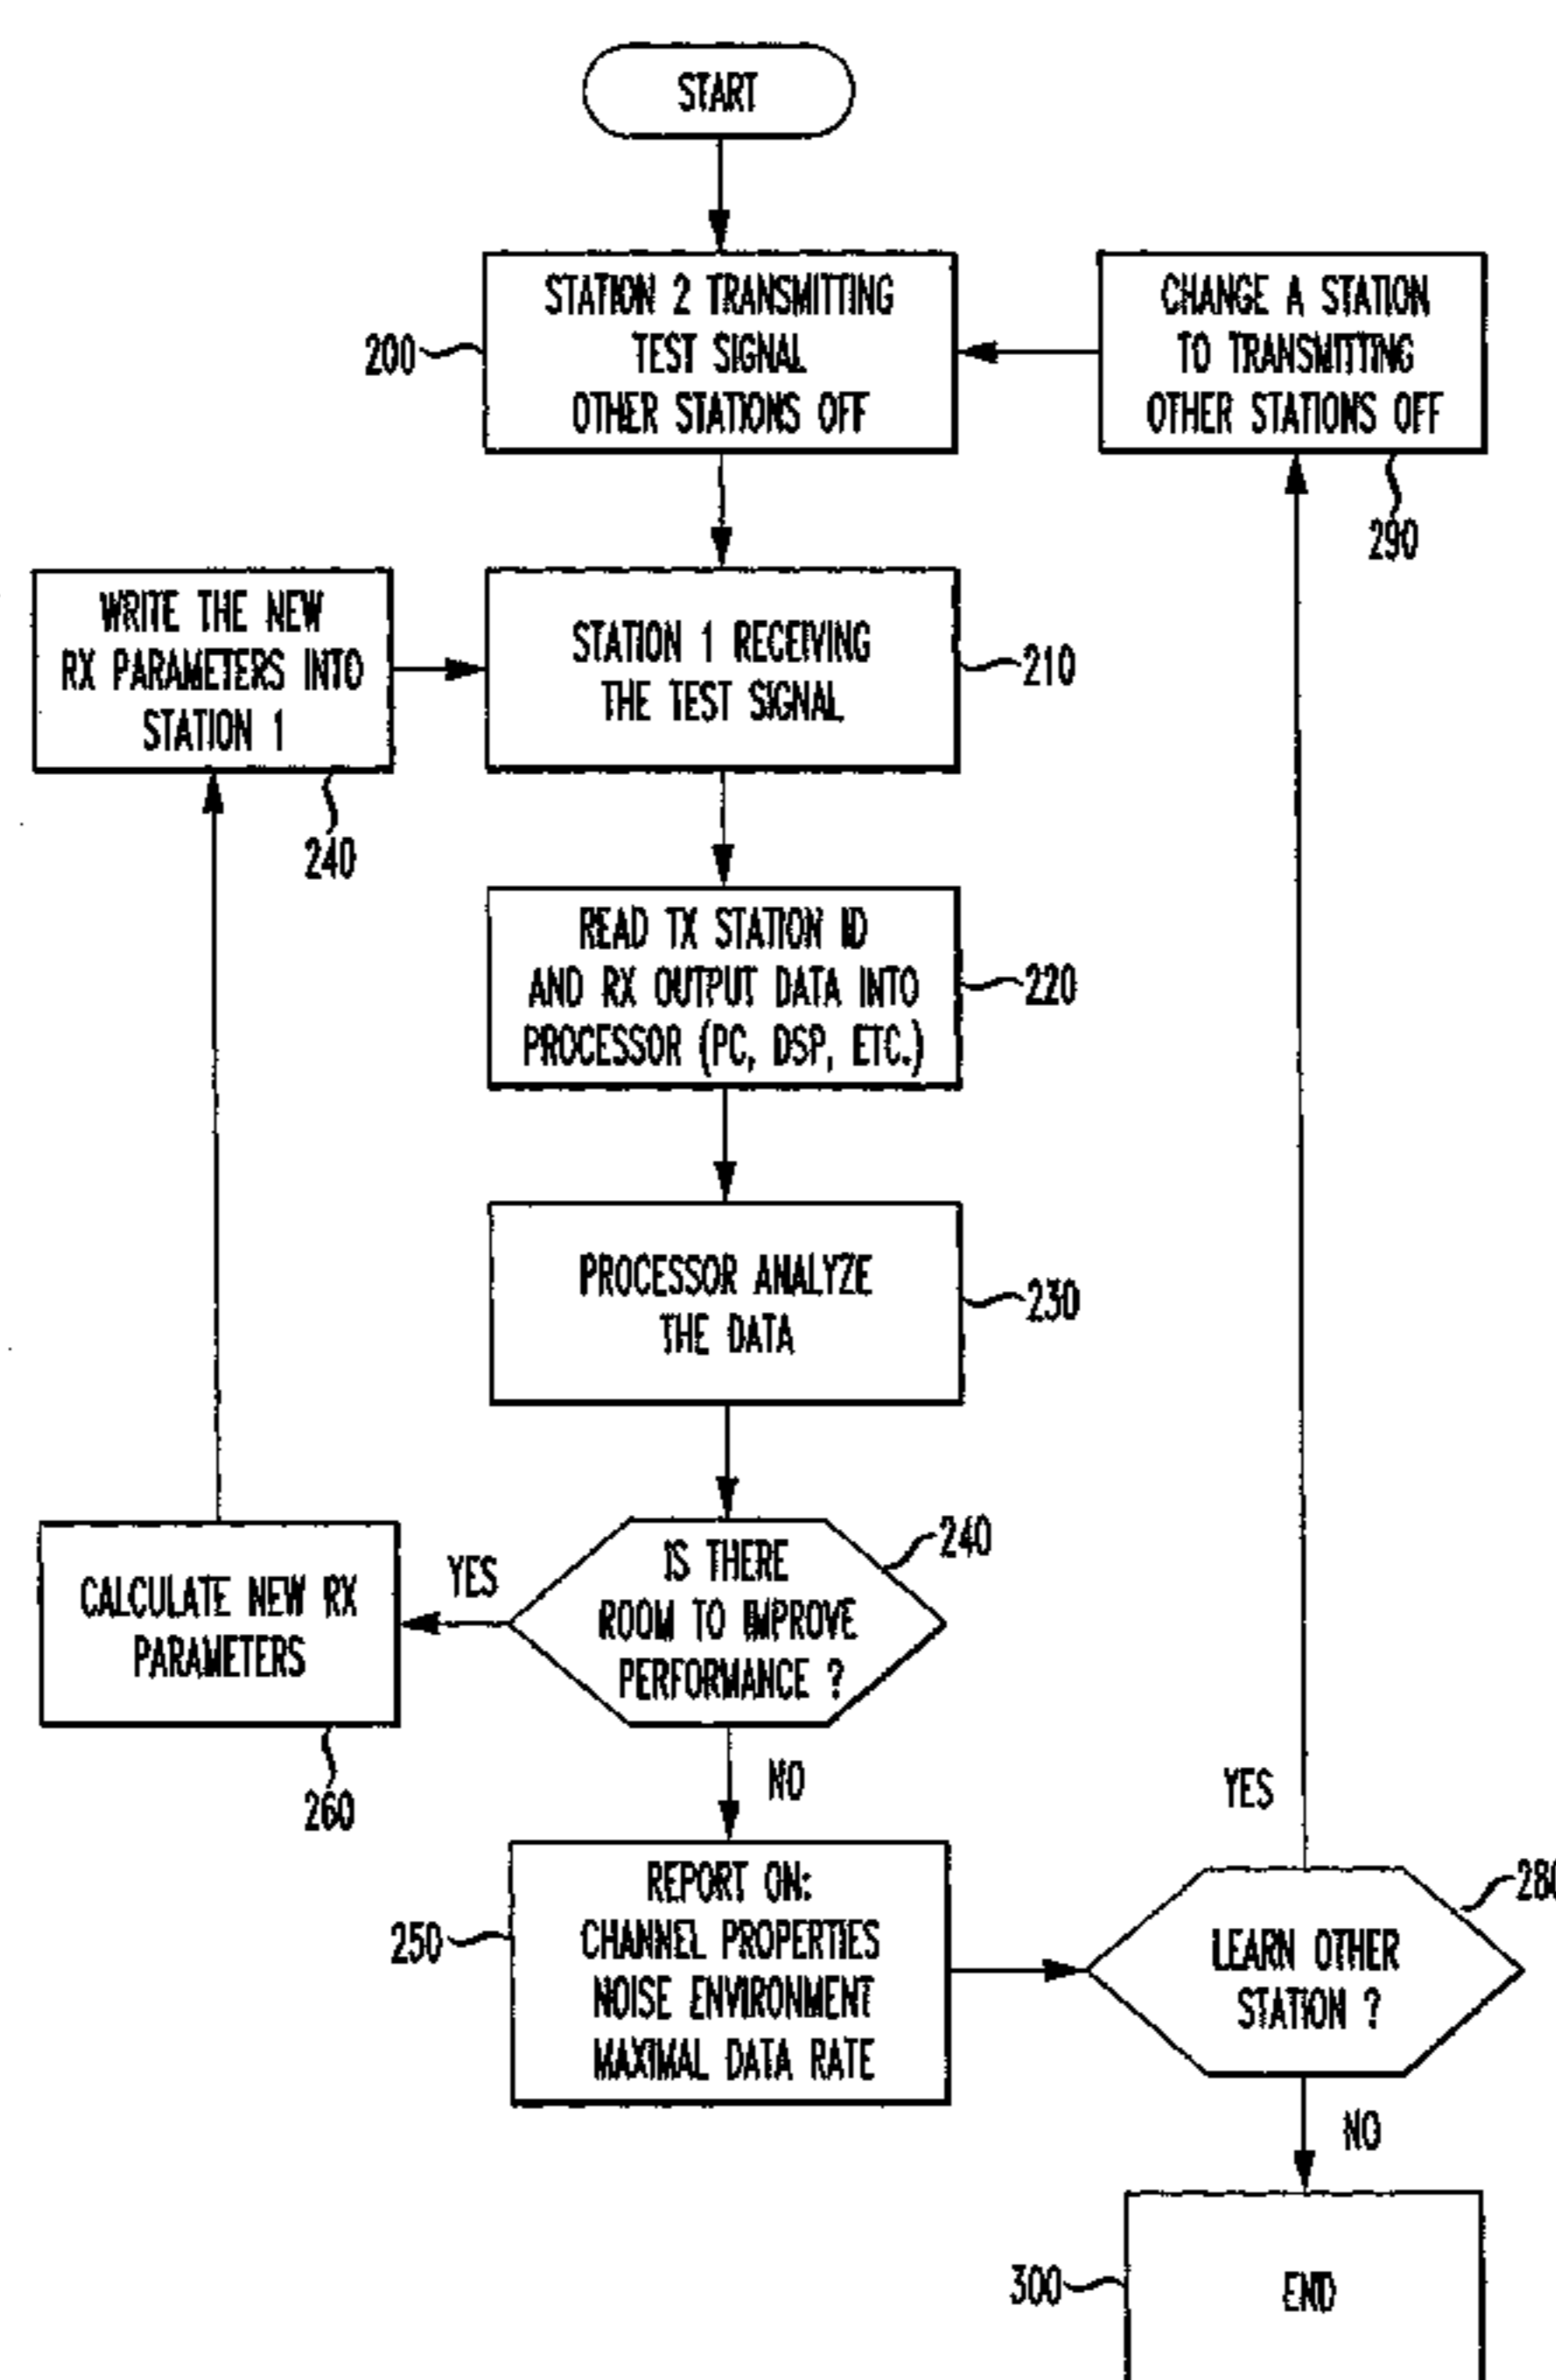 START
STATION 2 TRANSMITTING
TEST SIGNAL
OTHER STATIONS OFF
200
CHANGE A STATION
TO TRANSMITTING
OTHER STATIONS OFF
290
WRITE THE NEW
RX PARAMETERS INTO
STATION 1
240
STATION 1 RECEIVING
THE TEST SIGNAL
210
READ TX STATION ID
AND RX OUTPUT DATA INTO
PROCESSOR (PC, DSP, ETC.)
220
PROCESSOR ANALYZE
THE DATA
230
IS THERE
ROOM TO IMPROVE
PERFORMANCE ?
240
YES
CALCULATE NEW RX
PARAMETERS
260
NO
REPORT ON:
CHANNEL PROPERTIES
NOISE ENVIRONMENT
MAXIMAL DATA RATE
250
YES
LEARN OTHER
STATION ?
280
NO
END
300